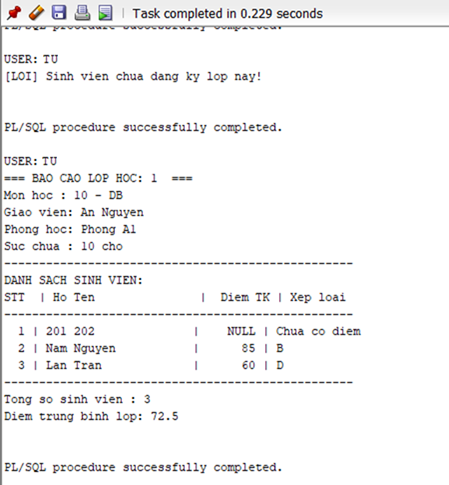 Task completed in 0.229 seconds
PL/SQL procedure successfully completed.
USER: TU
[LOI] Sinh vien chua dang ky lop nay!
PL/SQL procedure successfully completed.
USER: TU
=== BAO CAO LOP HOC: 1  ===
Mon hoc : 10 - DB
Giao vien: An Nguyen
Phong hoc: Phong A1
Suc chua : 10 cho
--------------------------------------------------
DANH SACH SINH VIEN:
STT  | Ho Ten               |  Diem TK | Xep loai
--------------------------------------------------
1 | 201 202              |     NULL | Chua co diem
2 | Nam Nguyen           |       85 | B
3 | Lan Tran             |       60 | D
--------------------------------------------------
Tong so sinh vien : 3
Diem trung binh lop: 72.5
PL/SQL procedure successfully completed.